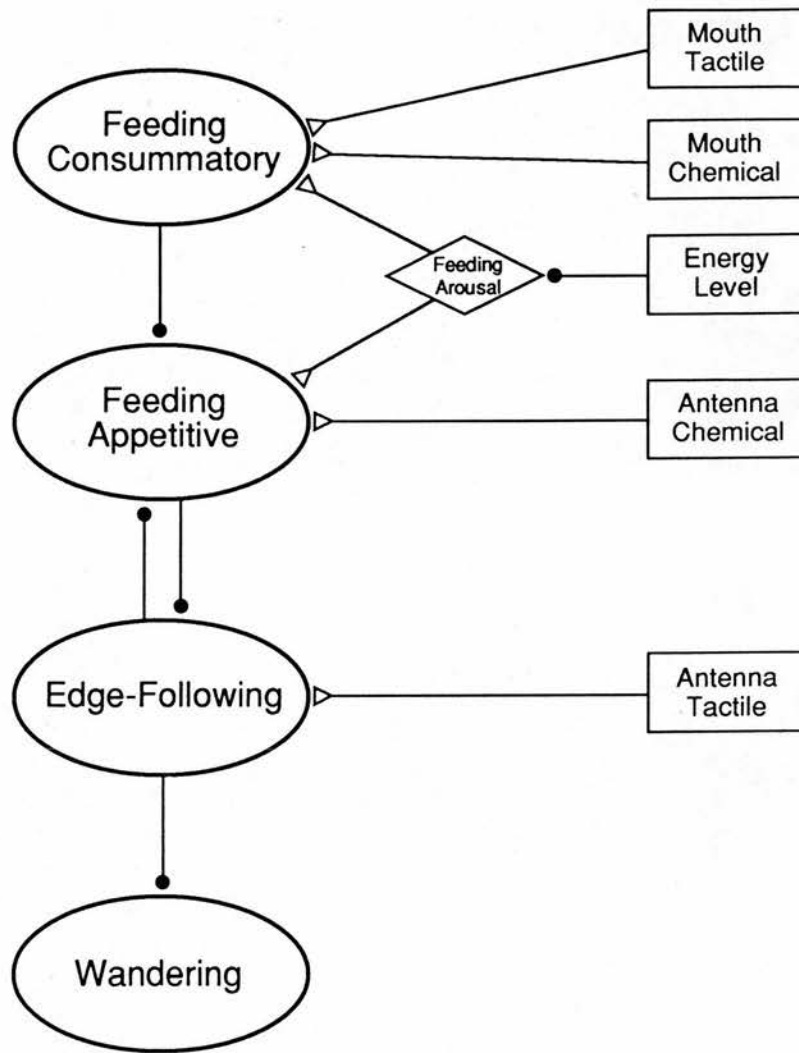 Mouth
Tactile
Feeding
Consummatory
Mouth
Chemical
Feeding
Arousal
Energy
Level
Feeding
Appetitive
Antenna
Chemical
Edge-Following
Antenna
Tactile
Wandering